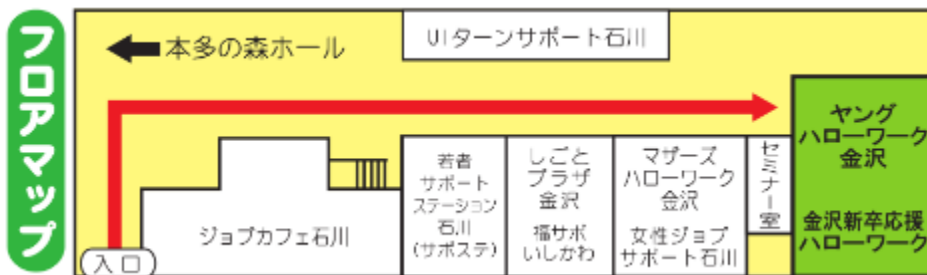 フロアマップ
本多の森ホール
UIターンサポート石川
ヤング
ハローワーク
金沢
金沢新卒応援
ハローワーク
セミナー室
マザーズ
ハローワーク
金沢
女性ジョブ
サポート石川
しごと
プラザ
金沢
福サポ
いしかわ
若者
サポート
ステーション
石川
(サポステ)
ジョブカフェ石川
入口